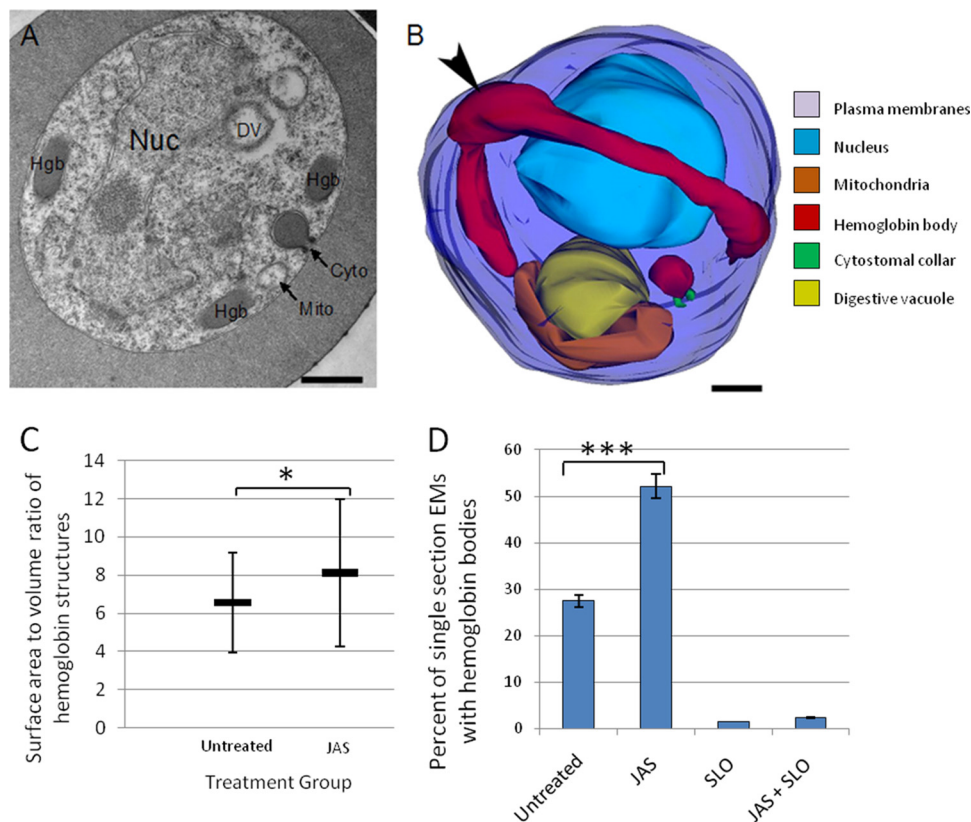 A
Nuc
DV
Hgb
Hgb
Cyto
Mito
Hgb
B
Plasma membranes
Nucleus
Mitochondria
Hemoglobin body
Cytostomal collar
Digestive vacuole
C
Surface area to volume ratio of
hemoglobin structures
14
12
10
8
6
4
2
0
*
Untreated
JAS
Treatment Group
D
Percent of single section EMs
with hemoglobin bodies
60
50
40
30
20
10
0
***
Untreated
JAS
SLO
JAS + SLO